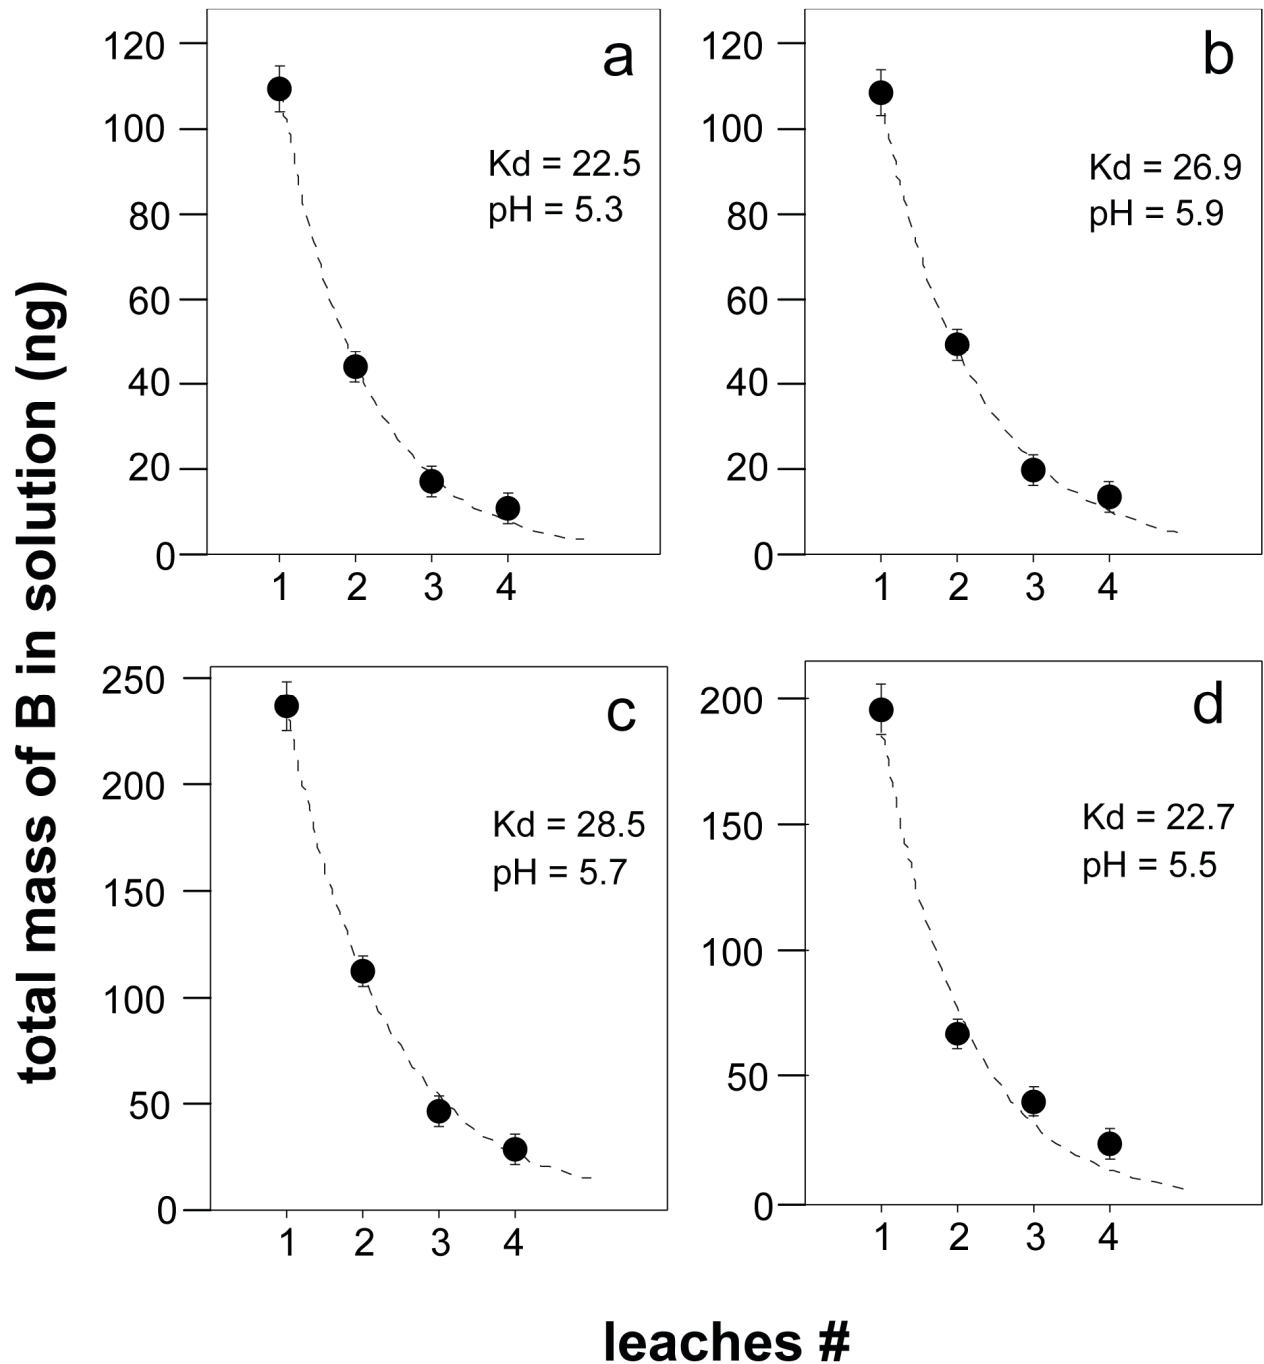 total mass of B in solution (ng)
a
120
100
80
60
40
20
0
Kd = 22.5
pH = 5.3
1 2 3 4
b
120
100
80
60
40
20
0
Kd = 26.9
pH = 5.9
1 2 3 4
c
250
200
150
100
50
0
Kd = 28.5
pH = 5.7
1 2 3 4
d
200
150
100
50
0
Kd = 22.7
pH = 5.5
1 2 3 4
leaches #